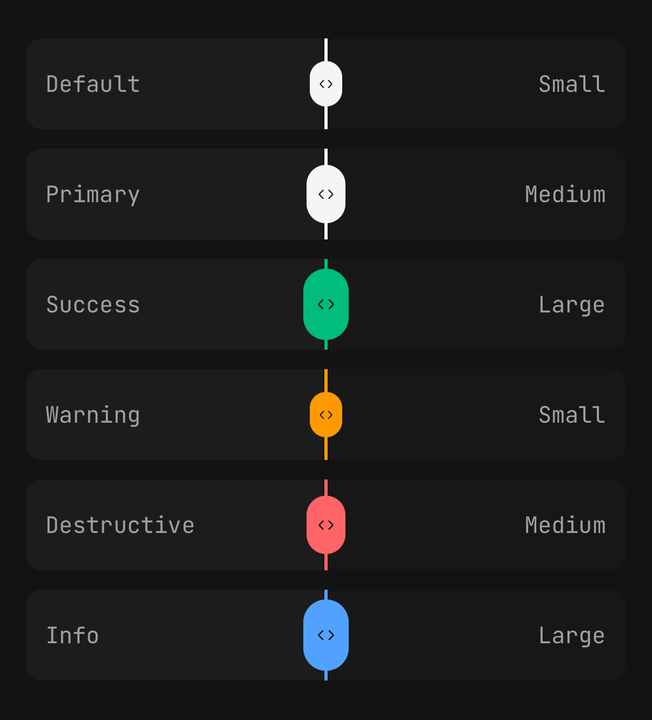 Default <> Small
Primary <> Medium
Success <> Large
Warning <> Small
Destructive <> Medium
Info <> Large